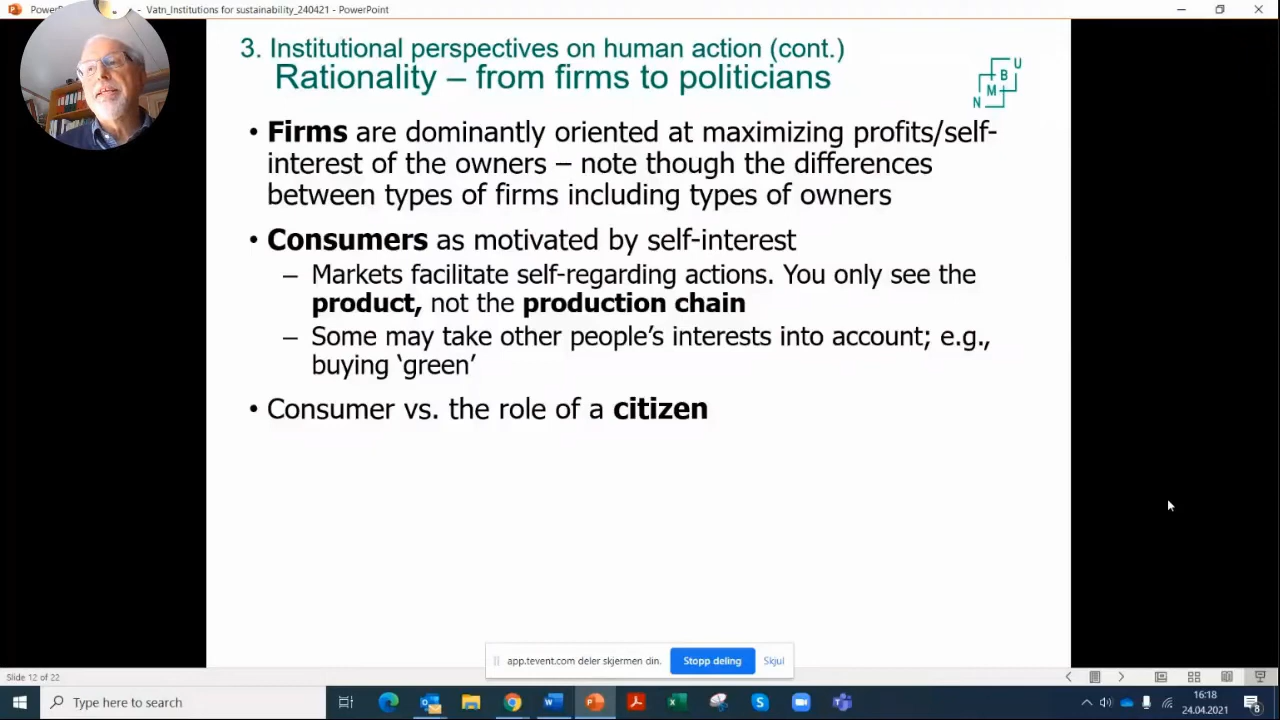 Vatn_Institutions for sustainability_240421 - PowerPoint
3. Institutional perspectives on human action (cont.)
Rationality – from firms to politicians
U
B
M
N
• Firms are dominantly oriented at maximizing profits/self-
interest of the owners – note though the differences
between types of firms including types of owners
• Consumers as motivated by self-interest
– Markets facilitate self-regarding actions. You only see the
product, not the production chain
– Some may take other people's interests into account; e.g.,
buying ‘green’
• Consumer vs. the role of a citizen
app.tevent.com deler skjermen din.
Stopp deling
Skjul
Slide 12 of 22
Type here to search
16:18
24.04.2021
8